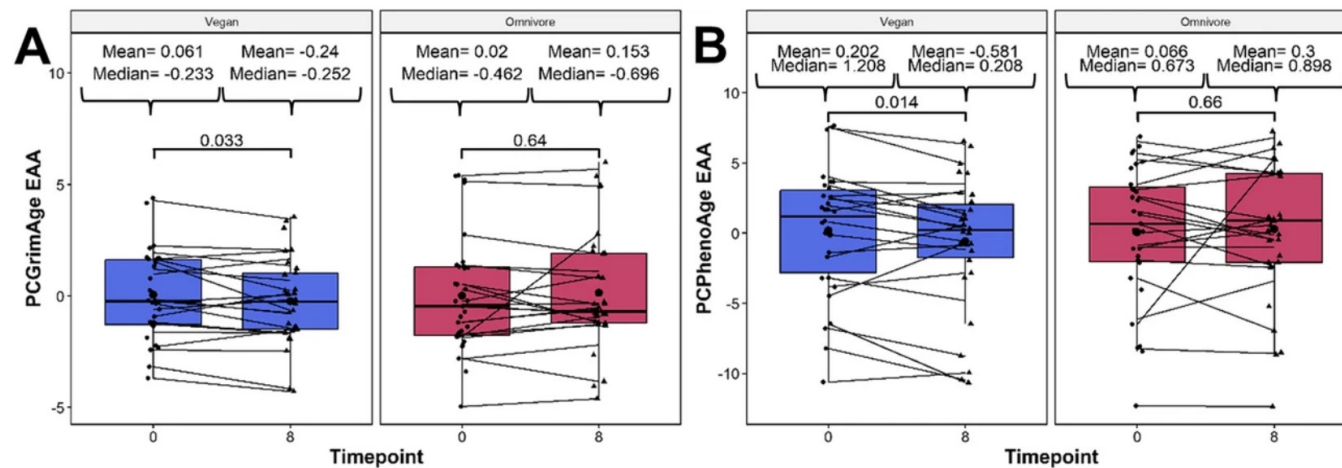 A
Vegan
Omnivore
Mean= 0.061 Mean= -0.24
Median= -0.233 Median= -0.252
Mean= 0.02 Mean= 0.153
Median= -0.462 Median= -0.696
0.033
0.64
PCGrimAge EAA
10
5
0
-5
0 8
0 8
Timepoint
B
Vegan
Omnivore
Mean= 0.202 Mean= -0.581
Median= 1.208 Median= 0.208
Mean= 0.066 Mean= 0.3
Median= 0.673 Median= 0.898
0.014
0.66
PCPhenoAge EAA
10
5
0
-5
-10
0 8
0 8
Timepoint